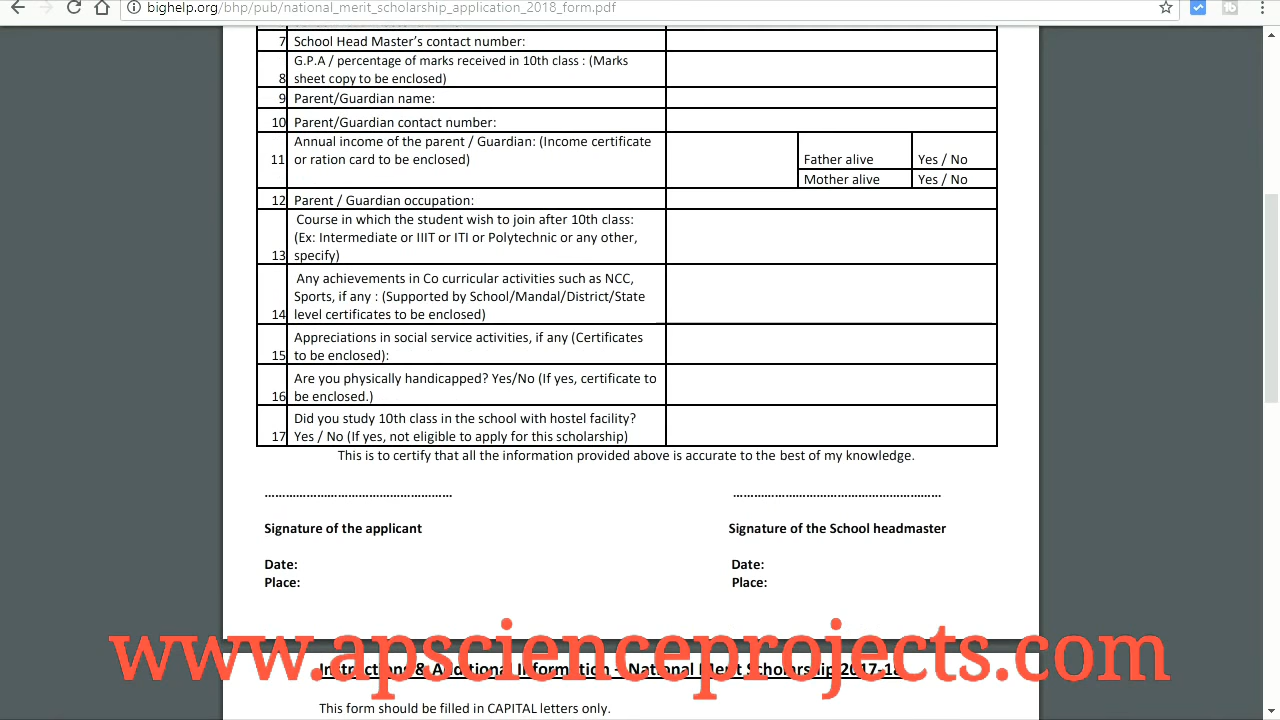 bighelp.org/bhp/pub/national_merit_scholarship_application_2018_form.pdf
7 School Head Master’s contact number:
G.P.A / percentage of marks received in 10th class : (Marks
8 sheet copy to be enclosed)
9 Parent/Guardian name:
10 Parent/Guardian contact number:
Annual income of the parent / Guardian: (Income certificate
11 or ration card to be enclosed) Father alive Yes / No
Mother alive Yes / No
12 Parent / Guardian occupation:
Course in which the student wish to join after 10th class:
(Ex: Intermediate or IIIT or ITI or Polytechnic or any other,
13 specify)
Any achievements in Co curricular activities such as NCC,
Sports, if any : (Supported by School/Mandal/District/State
14 level certificates to be enclosed)
Appreciations in social service activities, if any (Certificates
15 to be enclosed):
Are you physically handicapped? Yes/No (If yes, certificate to
16 be enclosed.)
Did you study 10th class in the school with hostel facility?
17 Yes / No (If yes, not eligible to apply for this scholarship)
This is to certify that all the information provided above is accurate to the best of my knowledge.
Signature of the applicant Signature of the School headmaster
Date: Date:
Place: Place:
www.apscienceprojects.com
Instructions & Additional Information - National Merit Scholarship 2017-18
This form should be filled in CAPITAL letters only.